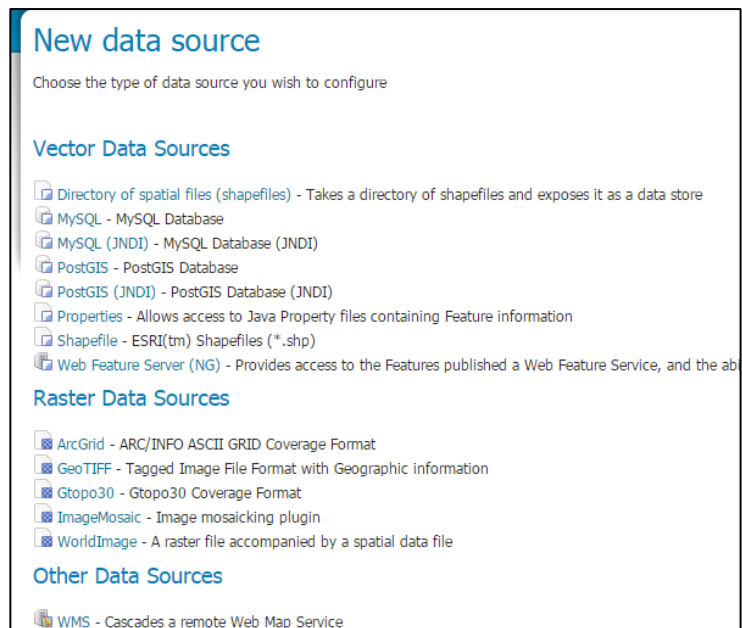 New data source
Choose the type of data source you wish to configure
Vector Data Sources
Directory of spatial files (shapefiles) - Takes a directory of shapefiles and exposes it as a data store
MySQL - MySQL Database
MySQL (JNDI) - MySQL Database (JNDI)
PostGIS - PostGIS Database
PostGIS (JNDI) - PostGIS Database (JNDI)
Properties - Allows access to Java Property files containing Feature information
Shapefile - ESRI(tm) Shapefiles (*.shp)
Web Feature Server (NG) - Provides access to the Features published a Web Feature Service, and the abi
Raster Data Sources
ArcGrid - ARC/INFO ASCII GRID Coverage Format
GeoTIFF - Tagged Image File Format with Geographic information
Gtopo30 - Gtopo30 Coverage Format
ImageMosaic - Image mosaicking plugin
WorldImage - A raster file accompanied by a spatial data file
Other Data Sources
WMS - Cascades a remote Web Map Service